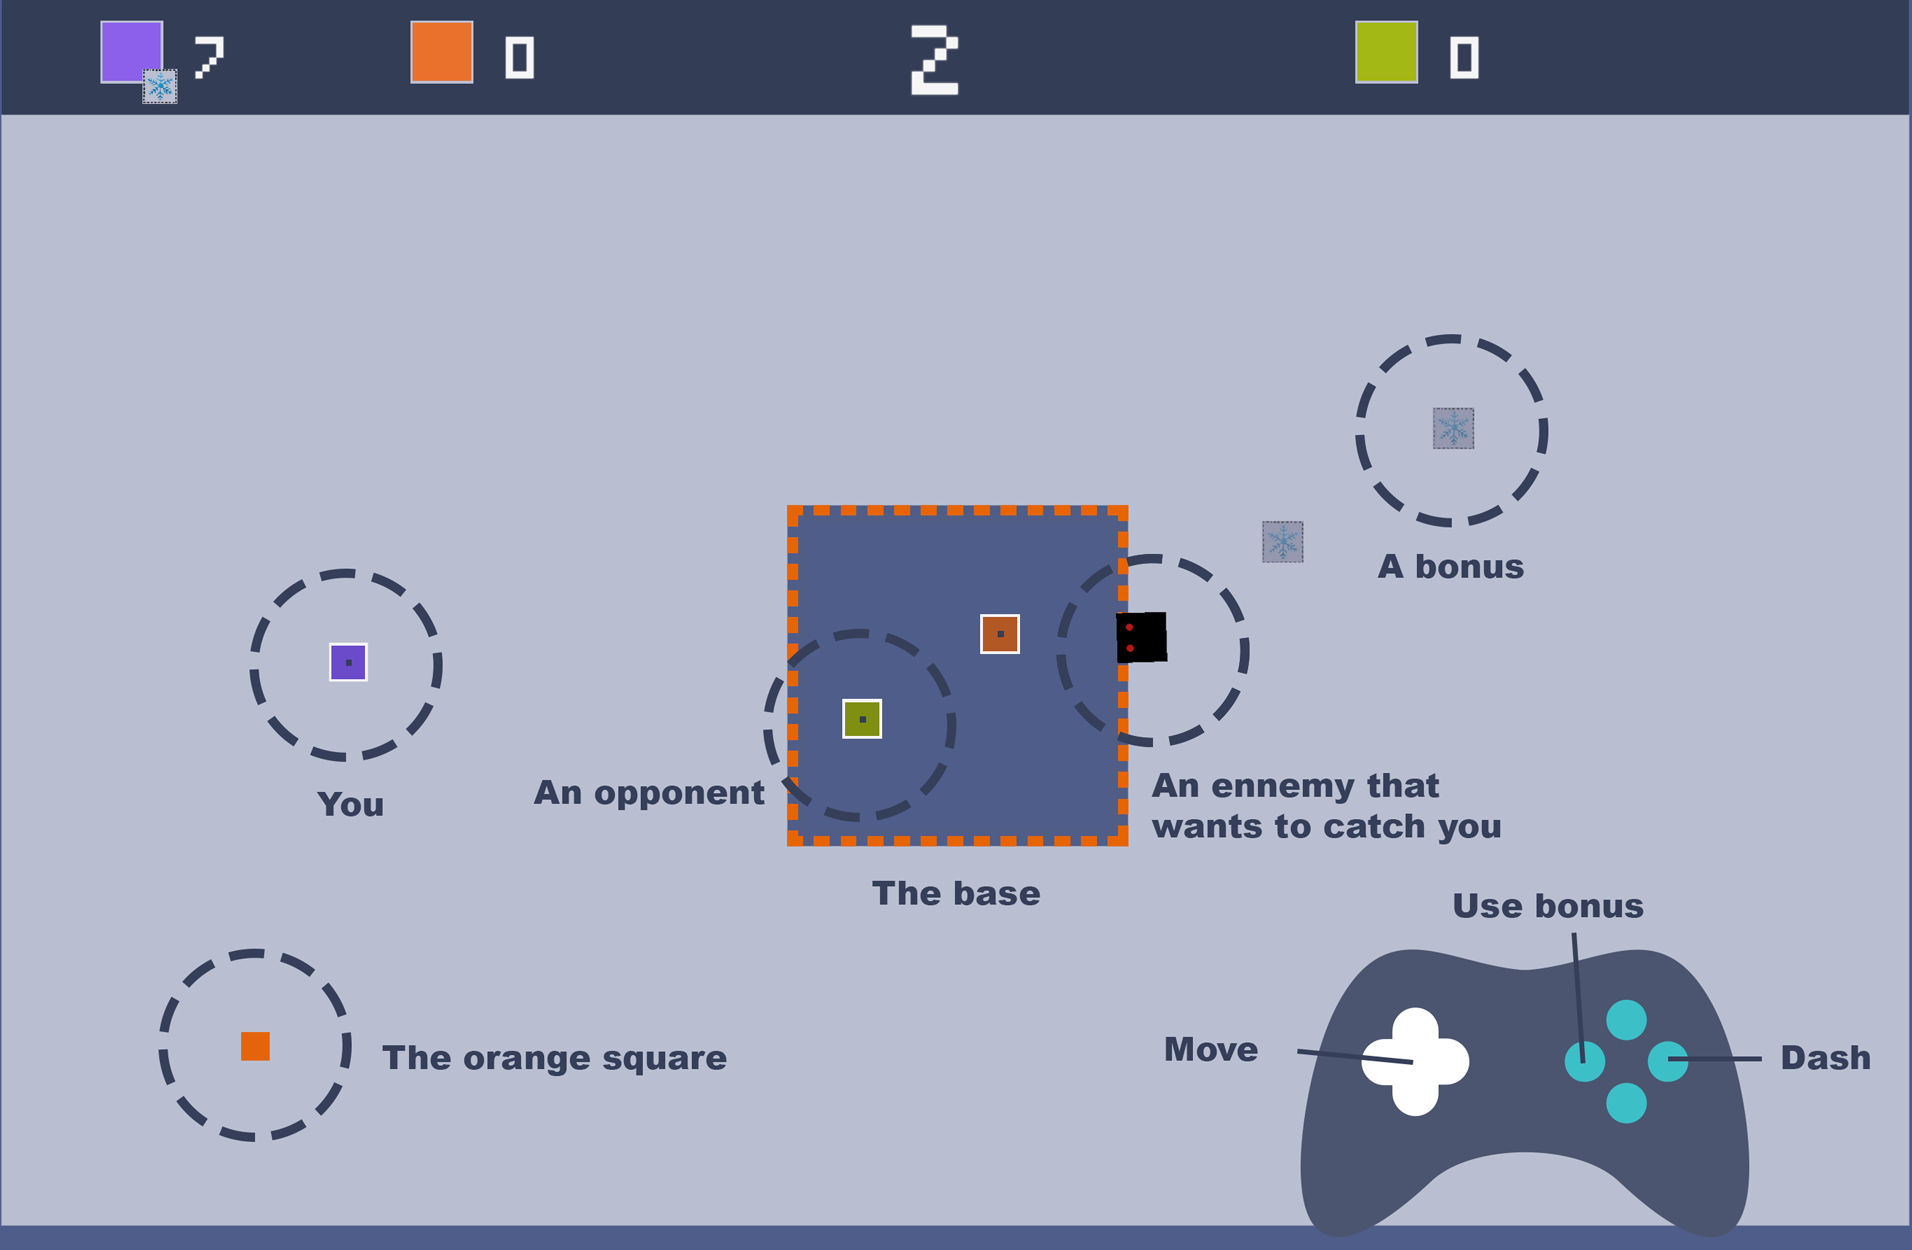 7
0
2
0
A bonus
You
An opponent
An ennemy that
wants to catch you
The base
Use bonus
Move
The orange square
Dash